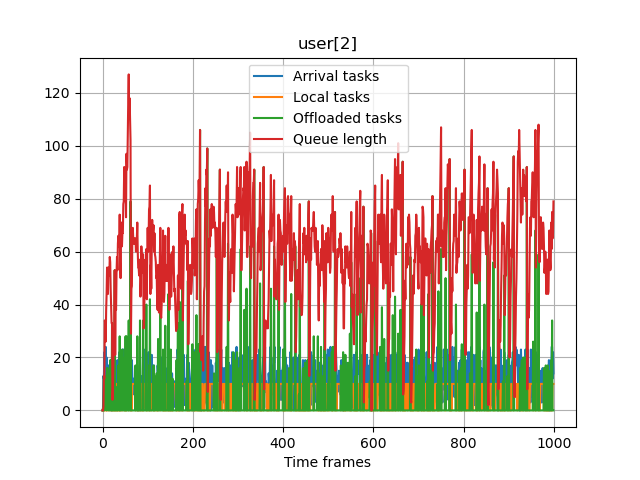 user[2]
Arrival tasks
Local tasks
Offloaded tasks
Queue length
120
100
80
60
40
20
0
0 200 400 600 800 1000
Time frames